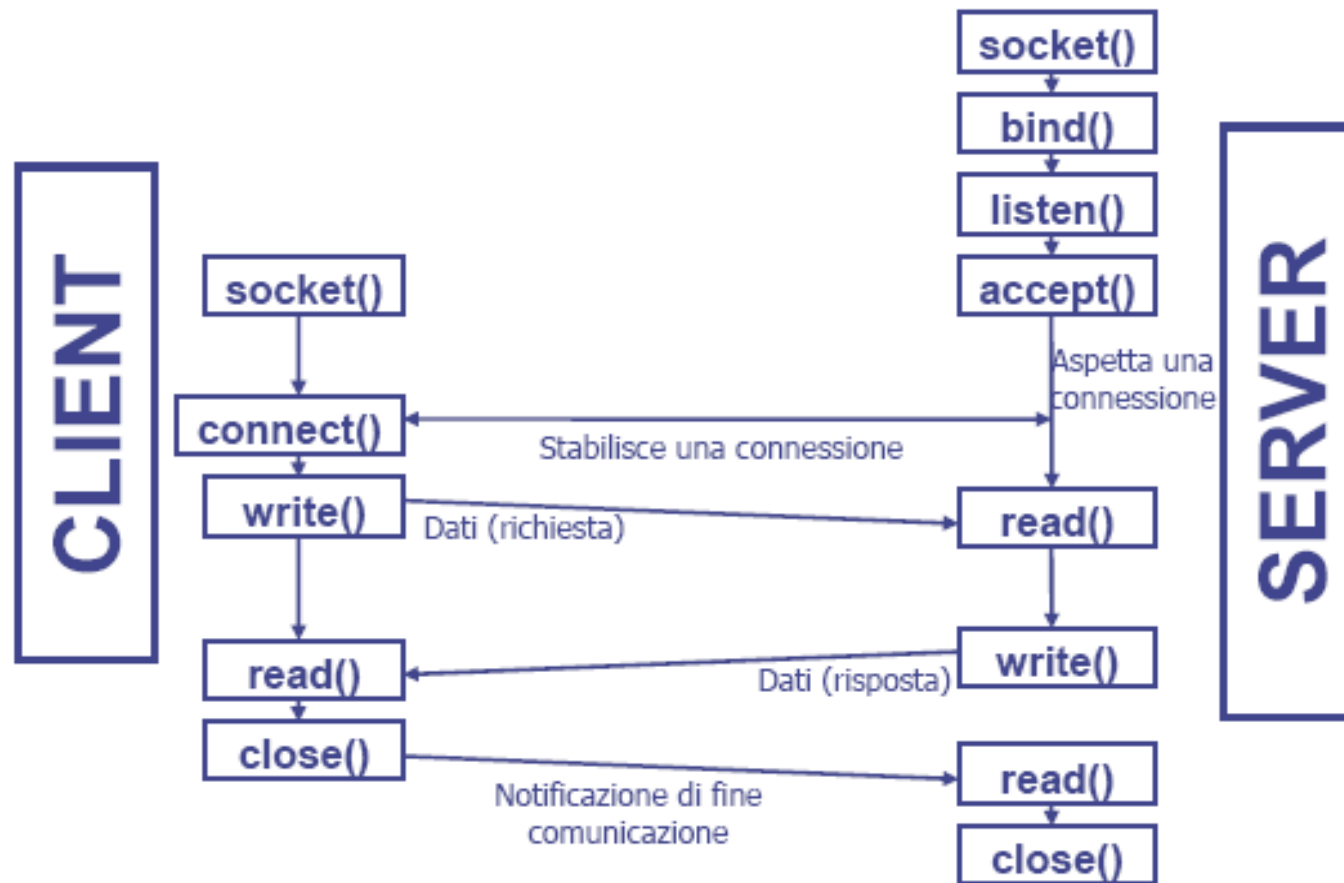 socket()
bind()
listen()
accept()
CLIENT
SERVER
socket()
Aspetta una
connessione
connect()
Stabilisce una connessione
write()
Dati (richiesta)
read()
read()
Dati (risposta)
write()
close()
Notificazione di fine
comunicazione
read()
close()